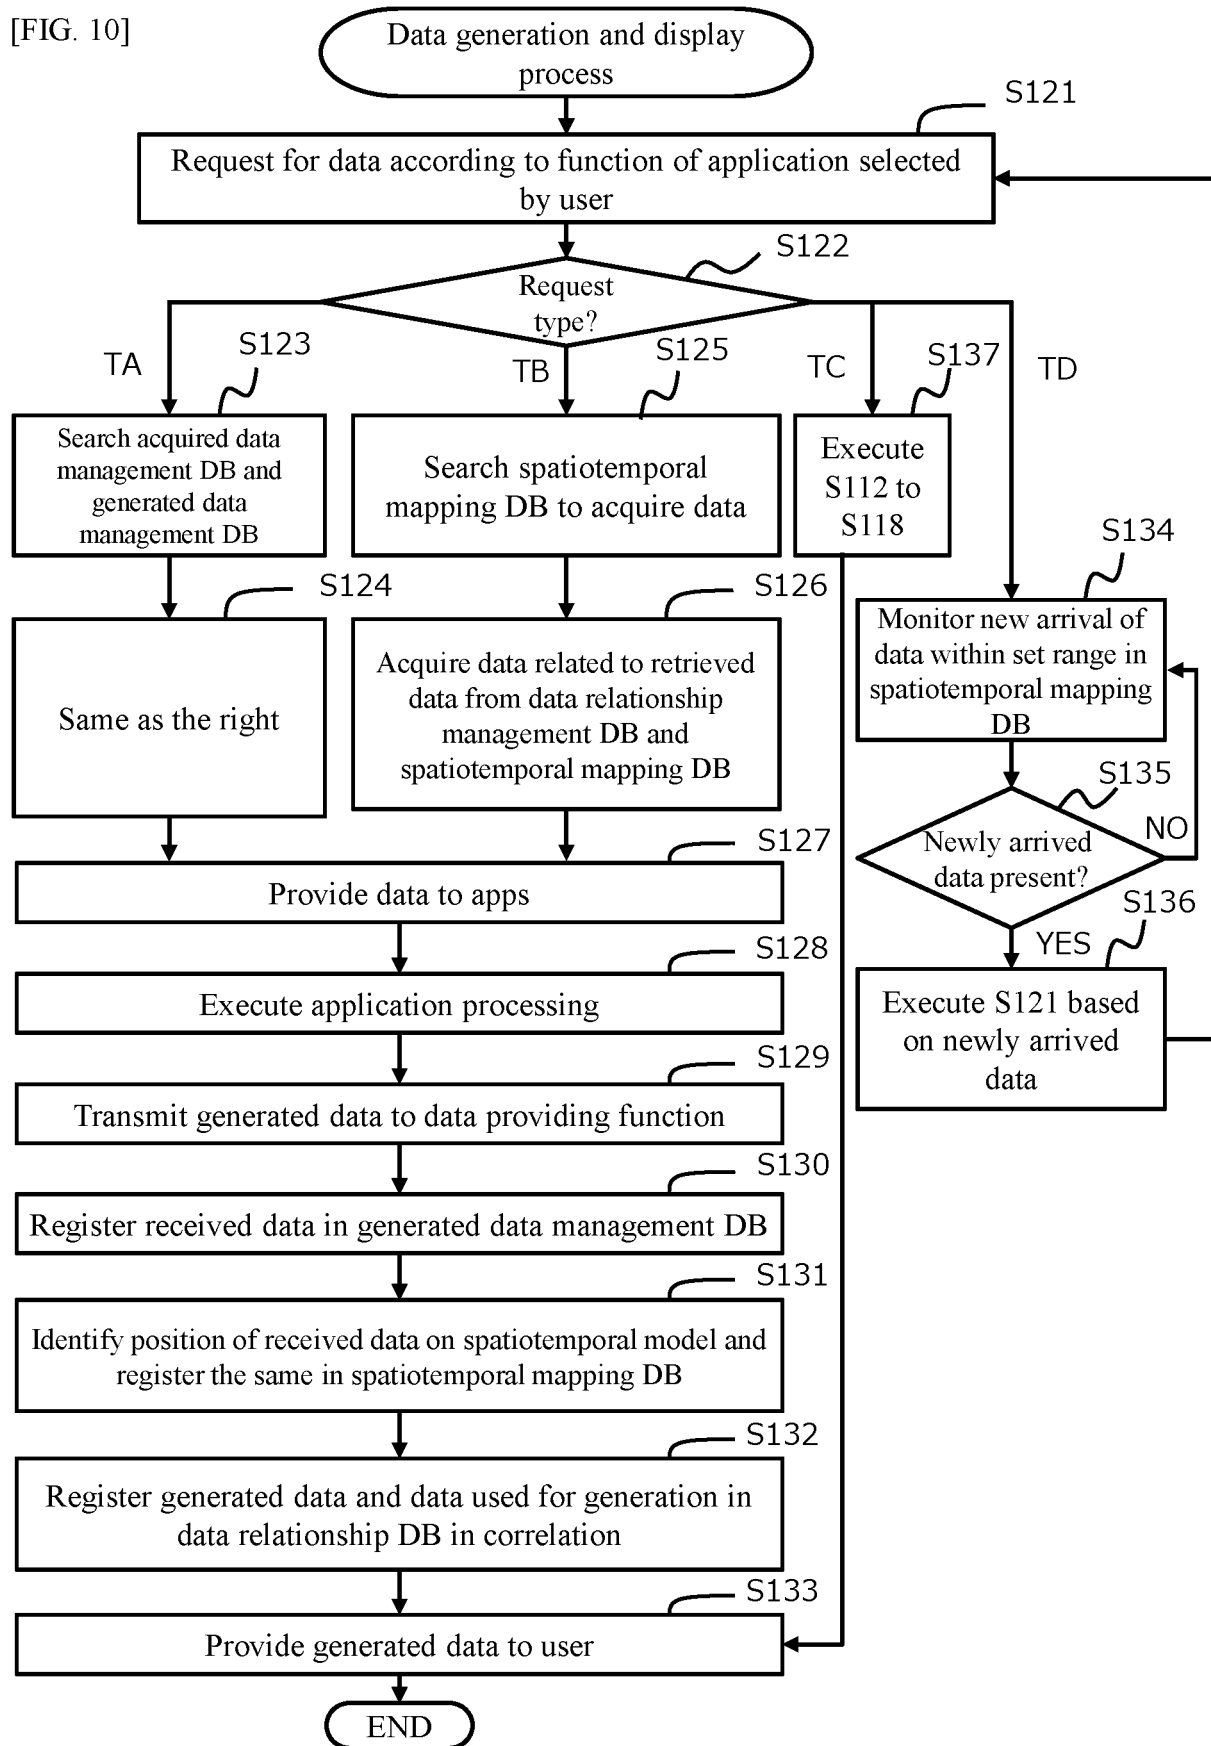 [FIG. 10]
Data generation and display
process
S121
Request for data according to function of application selected
by user
S122
Request
type?
TA
S123
TB
S125
TC
S137
TD
Search acquired data
management DB and
generated data
management DB
Search spatiotemporal
mapping DB to acquire data
Execute
S112 to
S118
S134
S124
S126
Monitor new arrival of
data within set range in
spatiotemporal mapping
DB
Same as the right
Acquire data related to retrieved
data from data relationship
management DB and
spatiotemporal mapping DB
S135
Newly arrived
data present?
NO
S127
Provide data to apps
S136
YES
S128
Execute application processing
Execute S121 based
on newly arrived
data
S129
Transmit generated data to data providing function
S130
Register received data in generated data management DB
S131
Identify position of received data on spatiotemporal model and
register the same in spatiotemporal mapping DB
S132
Register generated data and data used for generation in
data relationship DB in correlation
S133
Provide generated data to user
END